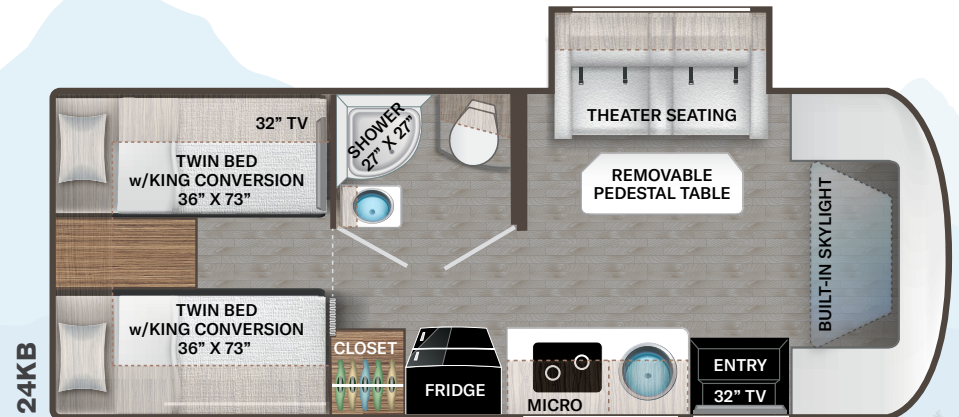 THEATER SEATING
32” TV
SHOWER
27” X 27”
TWIN BED
w/KING CONVERSION
36” X 73”
REMOVABLE
PEDESTAL TABLE
BUILT-IN SKYLIGHT
TWIN BED
w/KING CONVERSION
36” X 73”
CLOSET
FRIDGE
MICRO
ENTRY
32” TV
24KB